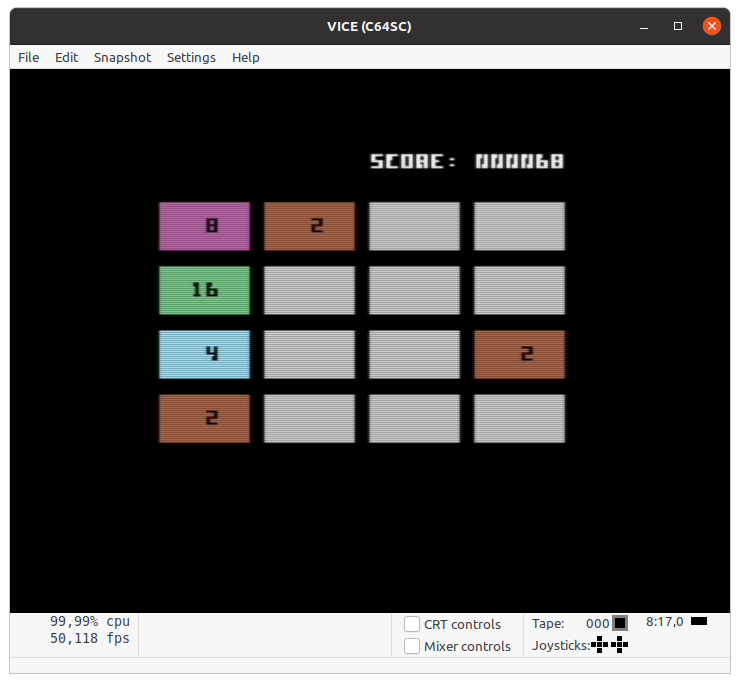 VICE (C64SC)
File Edit Snapshot Settings Help
SCORE: 000068
8 2
16
4 2
2
99,99% cpu
50,118 fps
CRT controls
Mixer controls
Tape: 000 8:17,0
Joysticks: